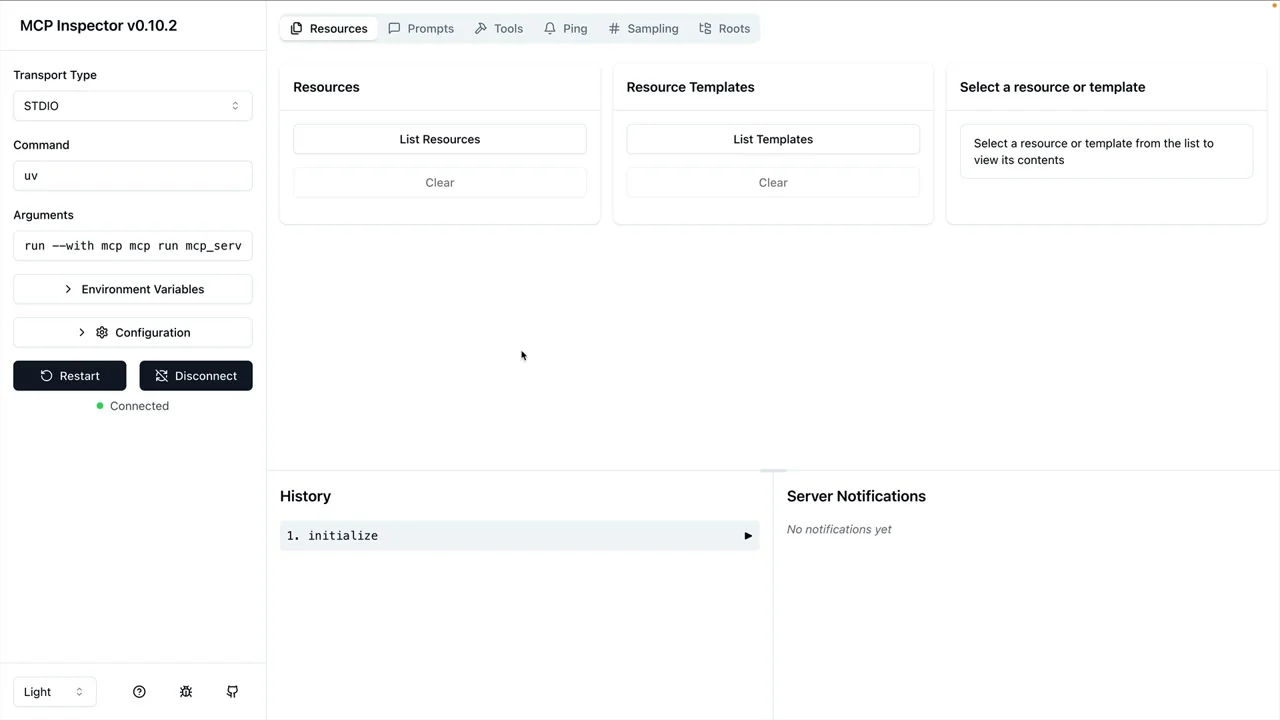 MCP Inspector v0.10.2
Transport Type
STDIO
Command
uv
Arguments
run --with mcp mcp run mcp_serv
Environment Variables
Configuration
Restart
Disconnect
Connected
Light
Resources
Prompts
Tools
Ping
Sampling
Roots
Resources
List Resources
Clear
Resource Templates
List Templates
Clear
Select a resource or template
Select a resource or template from the list to
view its contents
History
1. initialize
Server Notifications
No notifications yet